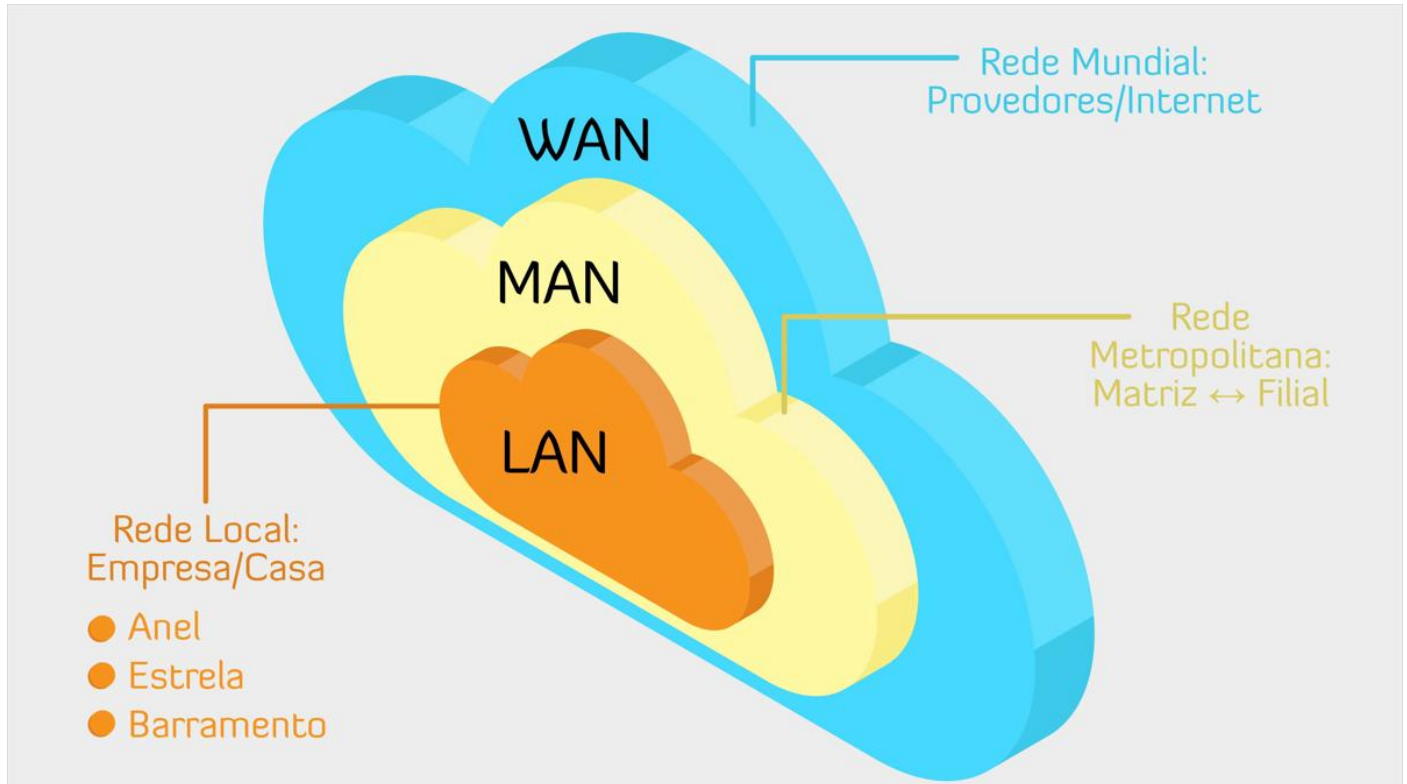 WAN
Rede Mundial:
Provedores/Internet
MAN
Rede
Metropolitana:
Matriz ↔ Filial
LAN
Rede Local:
Empresa/Casa
Anel
Estrela
Barramento